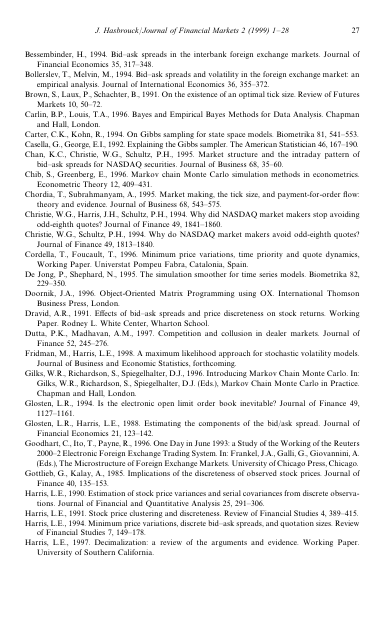 J. Hasbrouck/Journal of Financial Markets 2 (1999) 1–28 27
Bessembinder, H., 1994. Bid–ask spreads in the interbank foreign exchange markets. Journal of
Financial Economics 35, 317–348.
Bollerslev, T., Melvin, M., 1994. Bid–ask spreads and volatility in the foreign exchange market: an
empirical analysis. Journal of International Economics 36, 355–372.
Brown, S., Laux, P., Schachter, B., 1991. On the existence of an optimal tick size. Review of Futures
Markets 10, 50–72.
Carlin, B.P., Louis, T.A., 1996. Bayes and Empirical Bayes Methods for Data Analysis. Chapman
and Hall, London.
Carter, C.K., Kohn, R., 1994. On Gibbs sampling for state space models. Biometrika 81, 541–553.
Casella, G., George, E.I., 1992. Explaining the Gibbs sampler. The American Statistician 46, 167–190.
Chan, K.C., Christie, W.G., Schultz, P.H., 1995. Market structure and the intraday pattern of
bid–ask spreads for NASDAQ securities. Journal of Business 68, 35–60.
Chib, S., Greenberg, E., 1996. Markov chain Monte Carlo simulation methods in econometrics.
Econometric Theory 12, 409–431.
Chordia, T., Subrahmanyam, A., 1995. Market making, the tick size, and payment-for-order flow:
theory and evidence. Journal of Business 68, 543–575.
Christie, W.G., Harris, J.H., Schultz, P.H., 1994. Why did NASDAQ market makers stop avoiding
odd-eighth quotes? Journal of Finance 49, 1841–1860.
Christie, W.G., Schultz, P.H., 1994. Why do NASDAQ market makers avoid odd-eighth quotes?
Journal of Finance 49, 1813–1840.
Cordella, T., Foucault, T., 1996. Minimum price variations, time priority and quote dynamics,
Working Paper. Universtat Pompeu Fabra, Catalonia, Spain.
De Jong, P., Shephard, N., 1995. The simulation smoother for time series models. Biometrika 82,
229–350.
Doornik, J.A., 1996. Object-Oriented Matrix Programming using OX. International Thomson
Business Press, London.
Dravid, A.R., 1991. Effects of bid–ask spreads and price discreteness on stock returns. Working
Paper. Rodney L. White Center, Wharton School.
Dutta, P.K., Madhavan, A.M., 1997. Competition and collusion in dealer markets. Journal of
Finance 52, 245–276.
Fridman, M., Harris, L.E., 1998. A maximum likelihood approach for stochastic volatility models.
Journal of Business and Economic Statistics, forthcoming.
Gilks, W.R., Richardson, S., Spiegelhalter, D.J., 1996. Introducing Markov Chain Monte Carlo. In:
Gilks, W.R., Richardson, S., Spiegelhalter, D.J. (Eds.), Markov Chain Monte Carlo in Practice.
Chapman and Hall, London.
Glosten, L.R., 1994. Is the electronic open limit order book inevitable? Journal of Finance 49,
1127–1161.
Glosten, L.R., Harris, L.E., 1988. Estimating the components of the bid/ask spread. Journal of
Financial Economics 21, 123–142.
Goodhart, C., Ito, T., Payne, R., 1996. One Day in June 1993: a Study of the Working of the Reuters
2000–2 Electronic Foreign Exchange Trading System. In: Frankel, J.A., Galli, G., Giovannini, A.
(Eds.), The Microstructure of Foreign Exchange Markets. University of Chicago Press, Chicago.
Gottlieb, G., Kalay, A., 1985. Implications of the discreteness of observed stock prices. Journal of
Finance 40, 135–153.
Harris, L.E., 1990. Estimation of stock price variances and serial covariances from discrete observa-
tions. Journal of Financial and Quantitative Analysis 25, 291–306.
Harris, L.E., 1991. Stock price clustering and discreteness. Review of Financial Studies 4, 389–415.
Harris, L.E., 1994. Minimum price variations, discrete bid–ask spreads, and quotation sizes. Review
of Financial Studies 7, 149–178.
Harris, L.E., 1997. Decimalization: a review of the arguments and evidence. Working Paper.
University of Southern California.